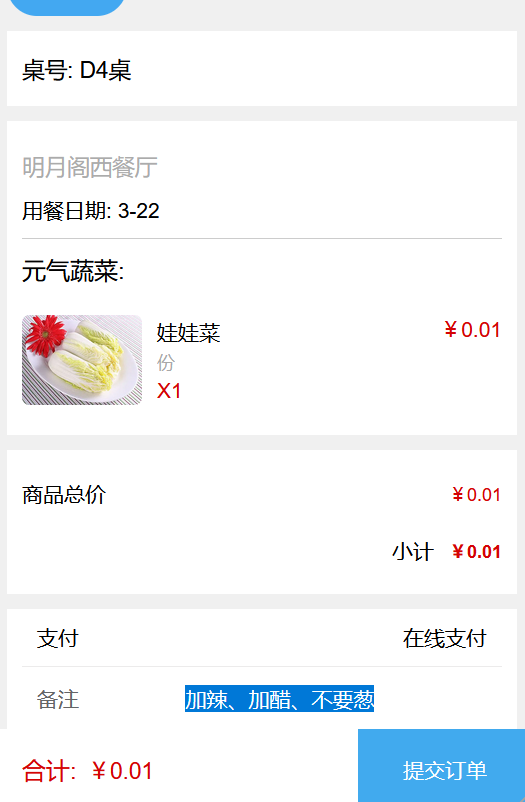 桌号: D4桌
明月阁西餐厅
用餐日期: 3-22
元气蔬菜:
娃娃菜 ￥0.01
份
X1
商品总价 ￥0.01
小计 ￥0.01
支付 在线支付
备注 加辣、加醋、不要葱
合计: ￥0.01 提交订单